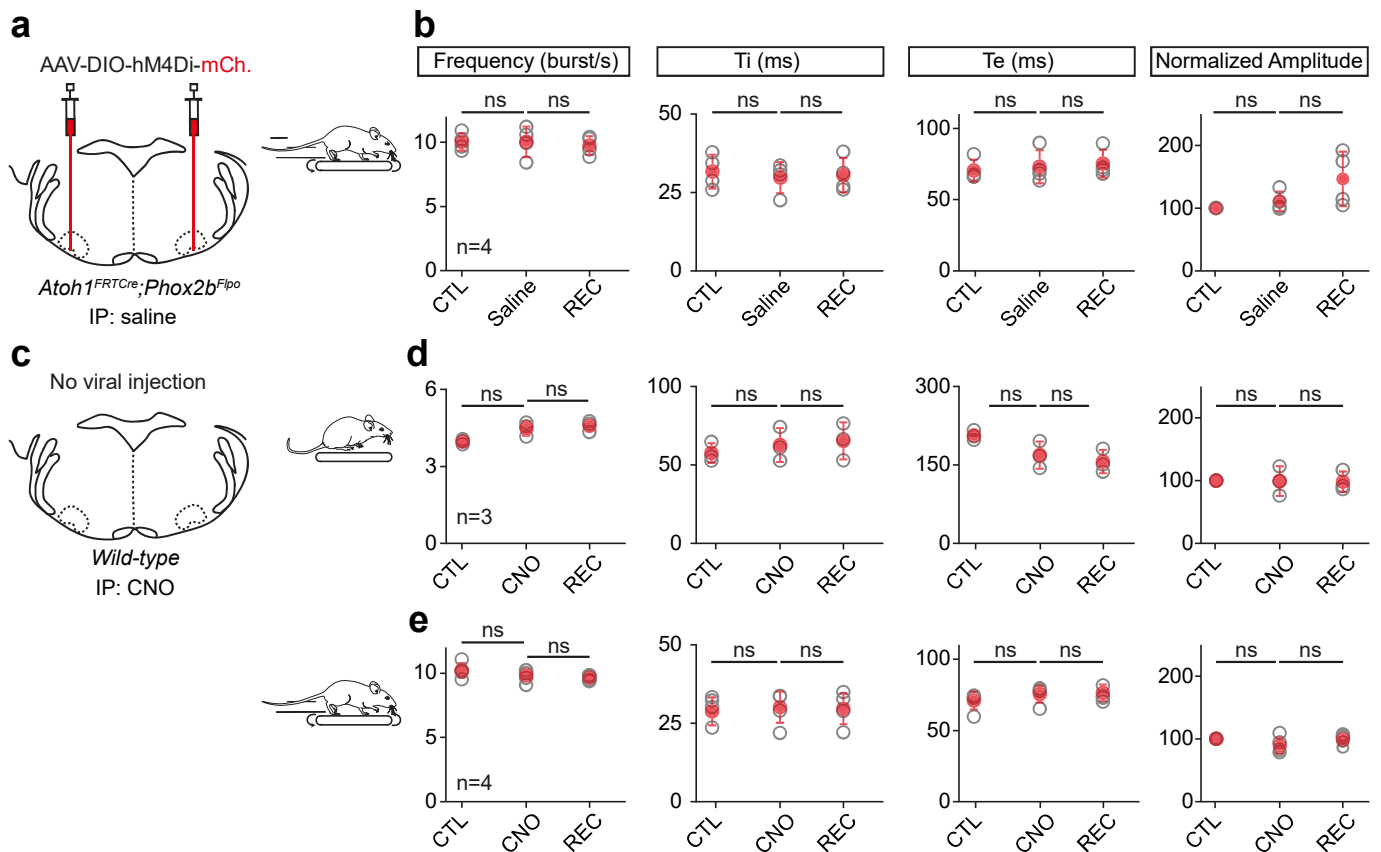 a
AAV-DIO-hM4Di-mCh.
Atoh1FRTCre;Phox2bFlpo
IP: saline
b
Frequency (burst/s)
Ti (ms)
Te (ms)
Normalized Amplitude
ns ns
10
5
0
n=4
CTL Saline REC
ns ns
50
25
0
CTL Saline REC
ns ns
100
50
0
CTL Saline REC
ns ns
200
100
0
CTL Saline REC
c
No viral injection
Wild-type
IP: CNO
d
ns ns
6
3
0
n=3
CTL CNO REC
ns ns
100
50
0
CTL CNO REC
ns ns
300
150
0
CTL CNO REC
ns ns
200
100
0
CTL CNO REC
e
ns ns
10
5
0
n=4
CTL CNO REC
ns ns
50
25
0
CTL CNO REC
ns ns
100
50
0
CTL CNO REC
ns ns
200
100
0
CTL CNO REC